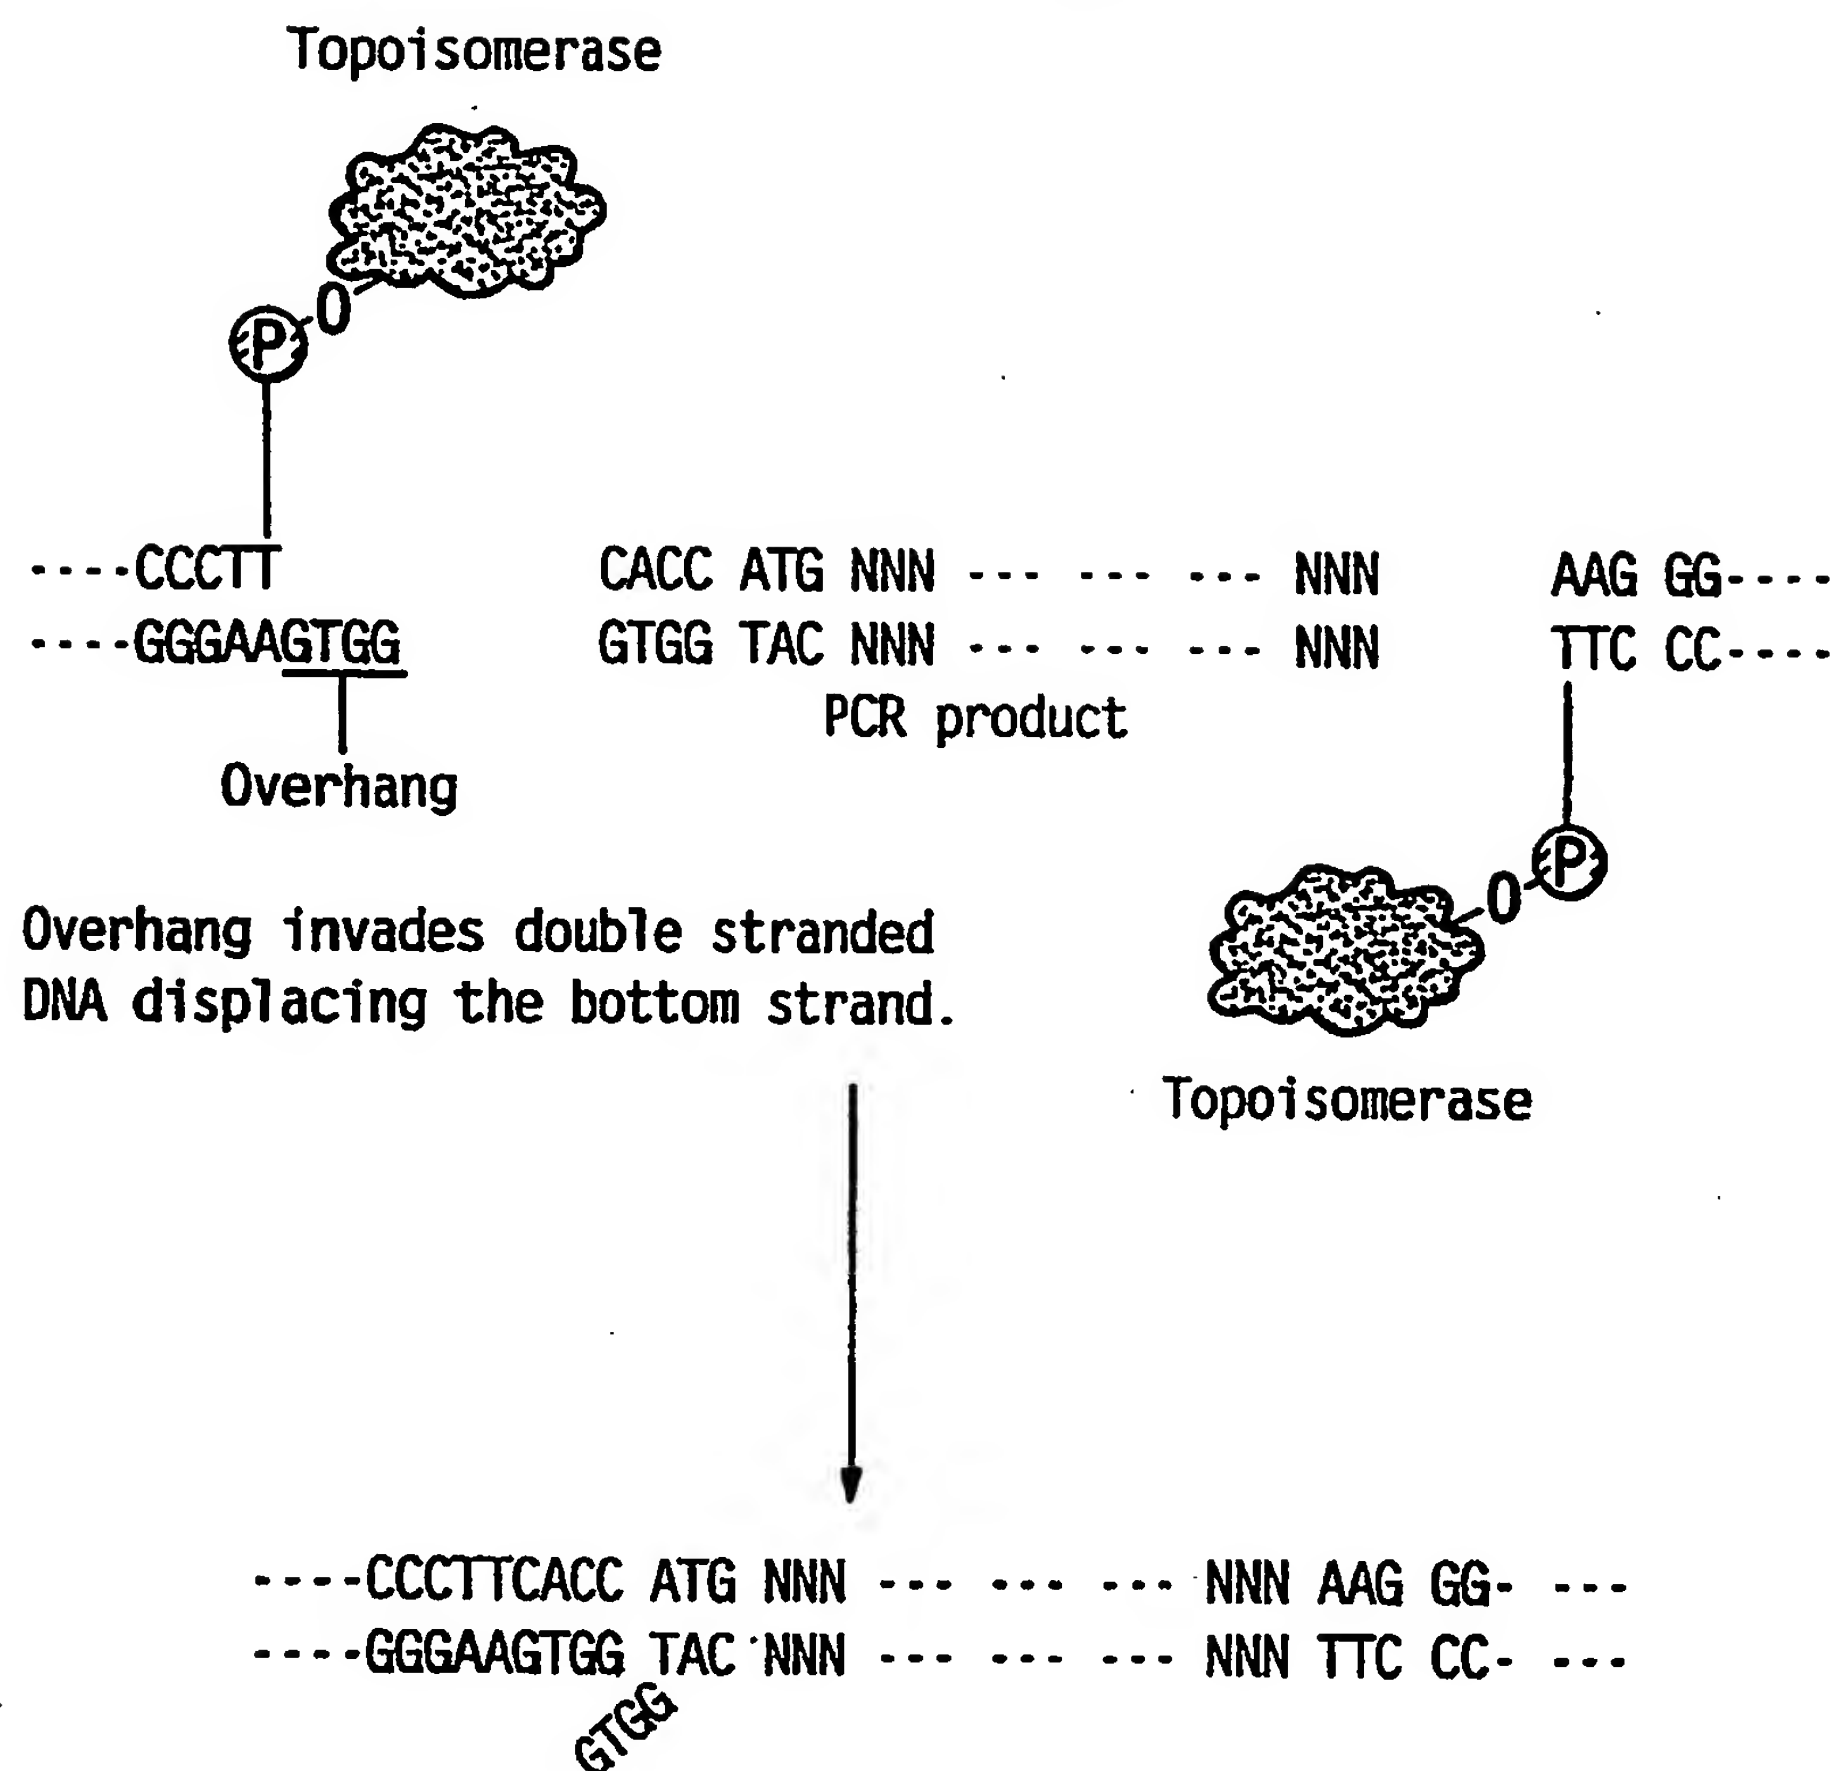 Topoisomerase
O
P
----CCCTT CACC ATG NNN --- --- --- NNN AAG GG----
----GGGAAGTGG GTGG TAC NNN --- --- --- NNN TTC CC----
PCR product
Overhang
P
O
Overhang invades double stranded
DNA displacing the bottom strand.
Topoisomerase
----CCCTTCACC ATG NNN --- --- --- NNN AAG GG- ---
----GGGAAGTGG TAC NNN --- --- --- NNN TTC CC- ---
GTGG